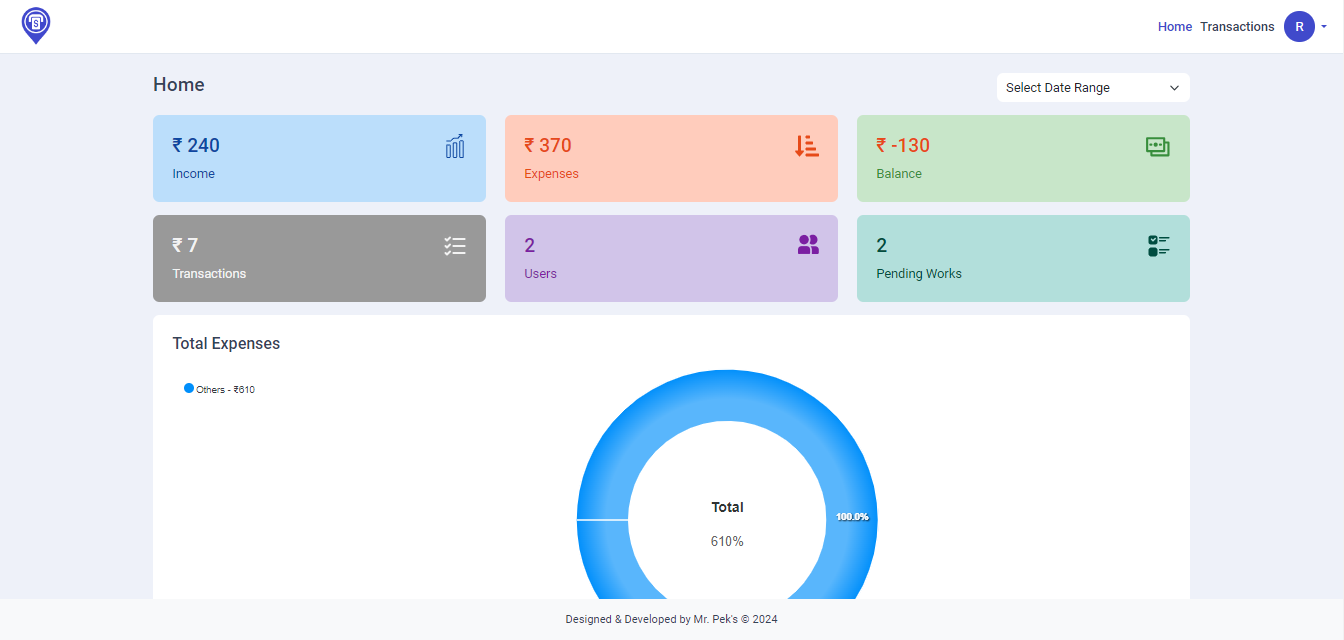 Home Transactions R
Home
Select Date Range
₹ 240
Income
₹ 370
Expenses
₹ -130
Balance
₹ 7
Transactions
2
Users
2
Pending Works
Total Expenses
Others - ₹610
100.0%
Total
610%
Designed & Developed by Mr. Pek's © 2024